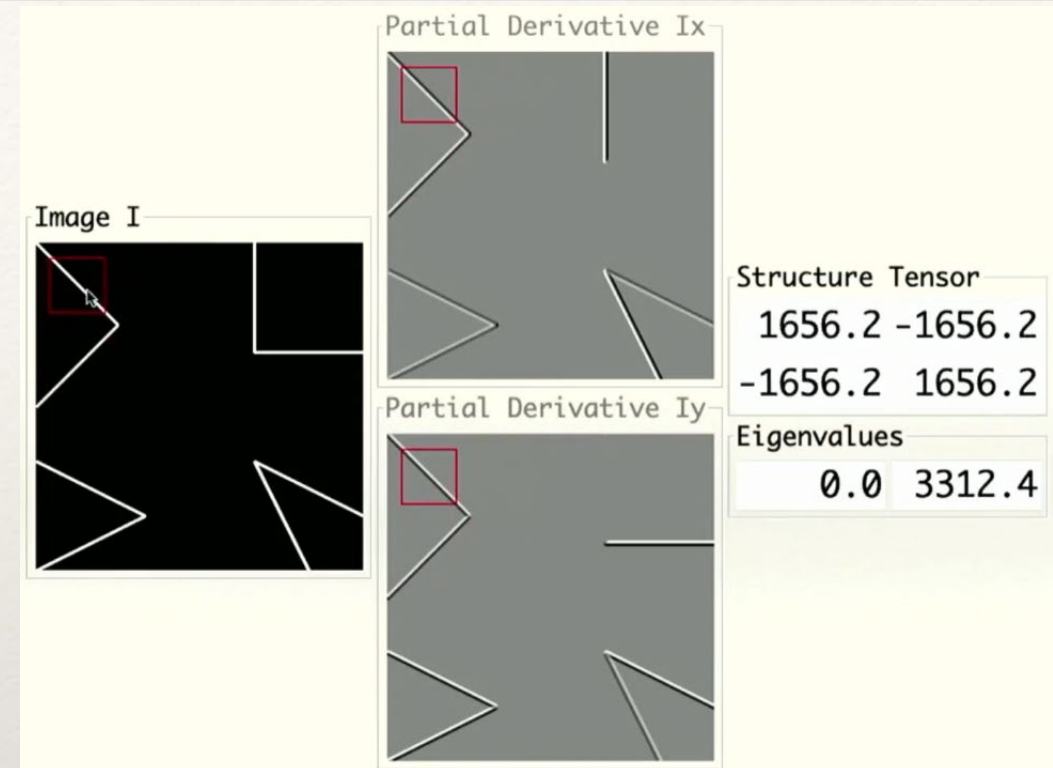 Partial Derivative Ix
Image I
Structure Tensor
1656.2 -1656.2
-1656.2 1656.2
Partial Derivative Iy
Eigenvalues
0.0 3312.4